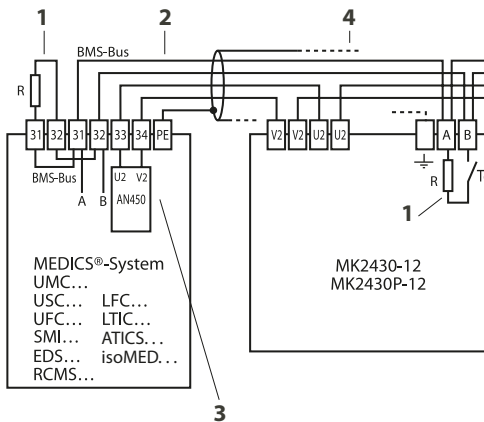 1 2 4
BMS-Bus
R
31 32 31 32 33 34 PE V2 V2 U2 U2 A B
BMS-Bus U2 V2 R T
A B AN450 1
MEDICS®-System
UMC...
USC... LFC...
UFC... LTIC...
SMI... ATICS...
EDS... isoMED...
RCMS...
MK2430-12
MK2430P-12
3